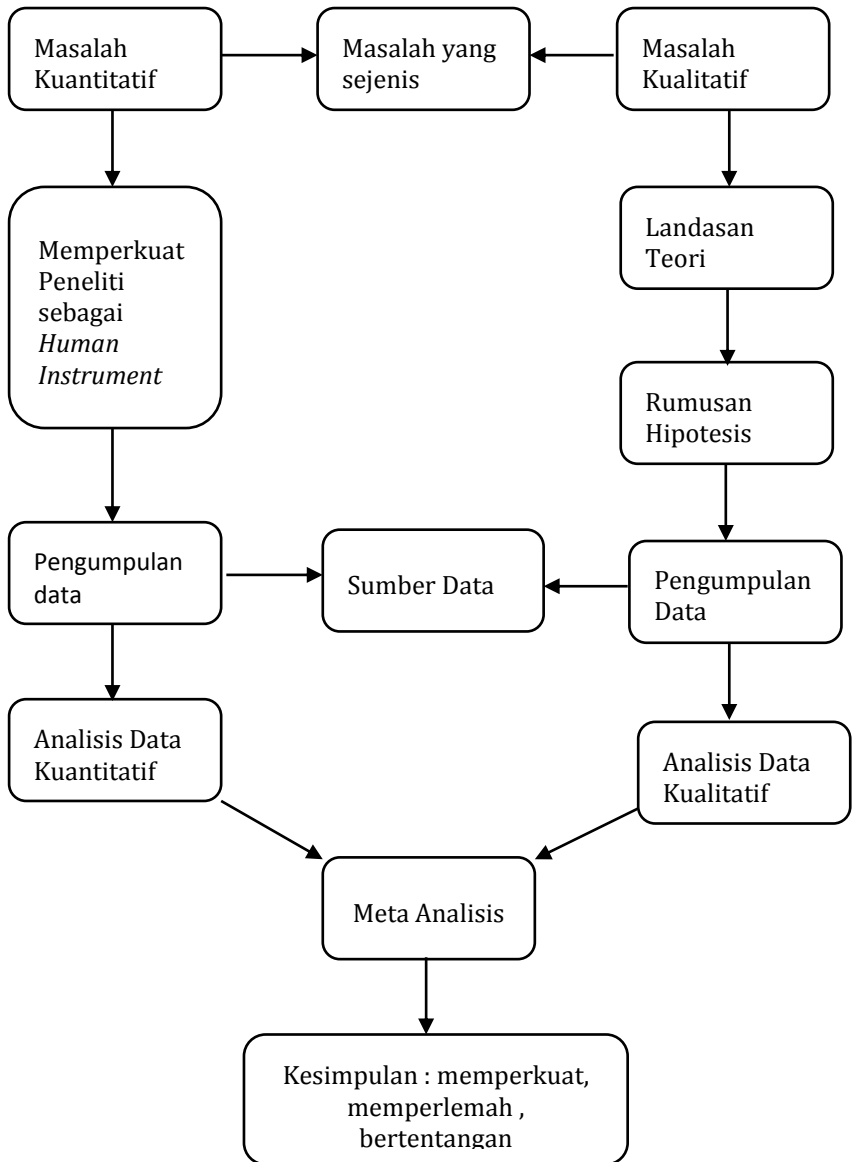 Masalah
Kuantitatif
Masalah yang
sejenis
Masalah
Kualitatif
Memperkuat
Peneliti
sebagai
Human
Instrument
Landasan
Teori
Rumusan
Hipotesis
Pengumpulan
data
Sumber Data
Pengumpulan
Data
Analisis Data
Kuantitatif
Analisis Data
Kualitatif
Meta Analisis
Kesimpulan : memperkuat,
memperlemah ,
bertentangan